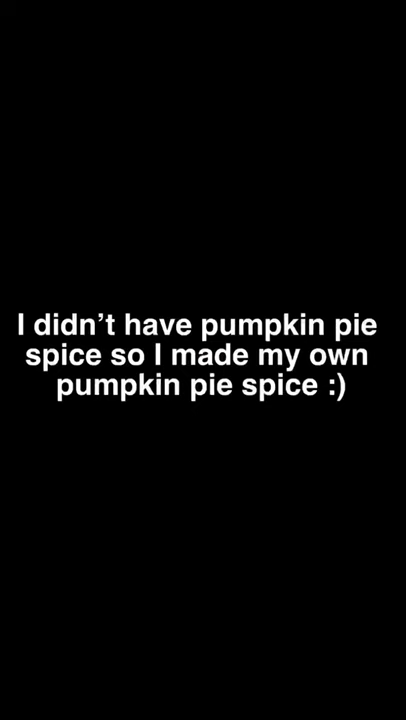 I didn’t have pumpkin pie
spice so I made my own
pumpkin pie spice :)